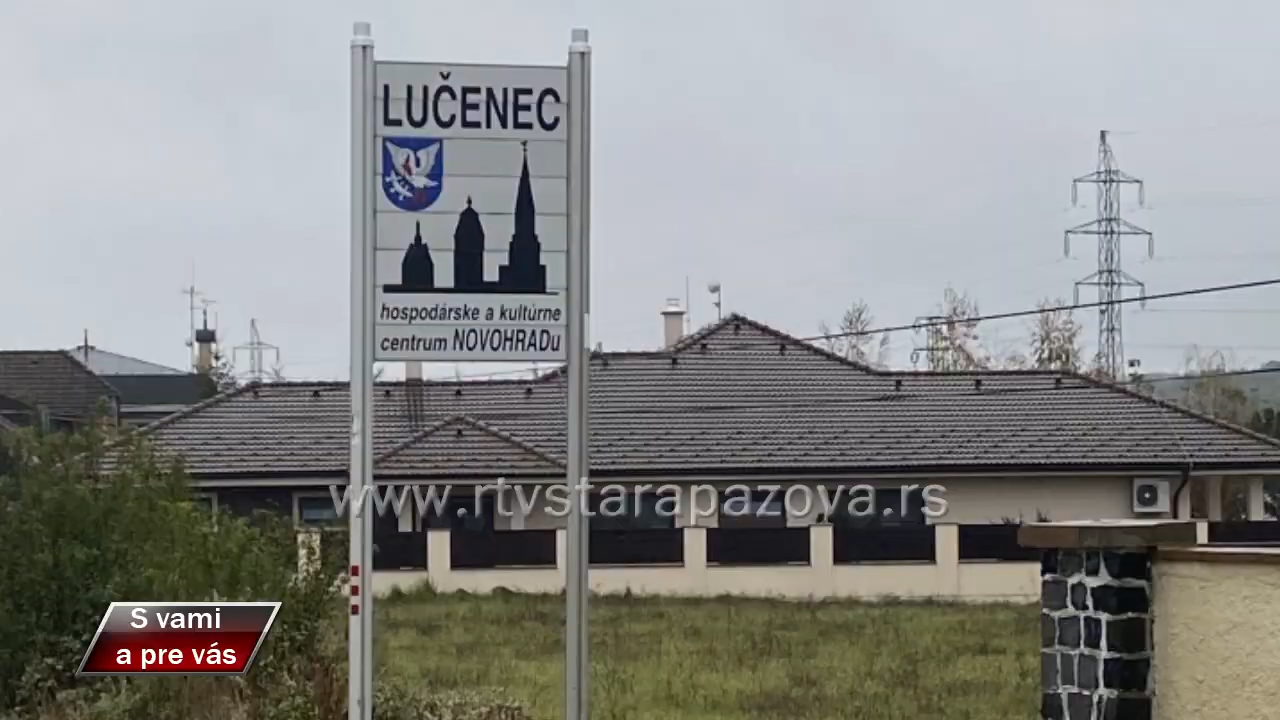 LUČENEC
hospodárske a kultúrne
centrum NOVOHRADu
www.rtvstarapazova.rs
S vami
a pre vás